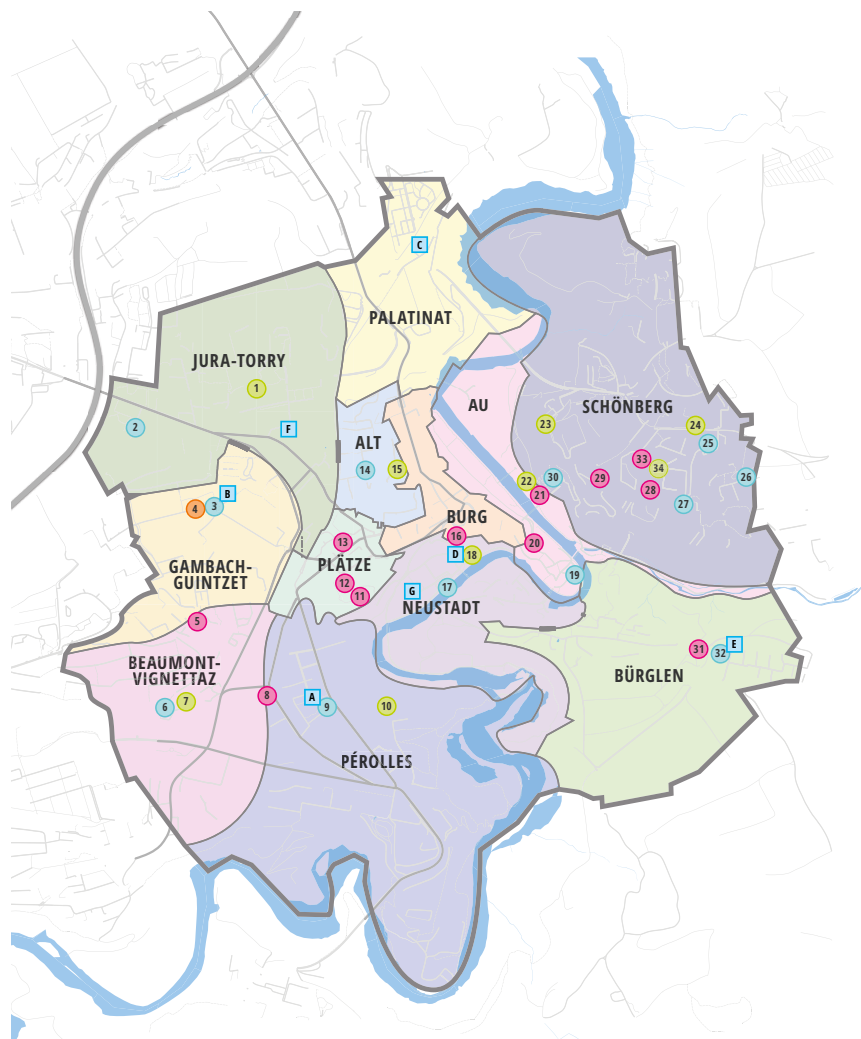 C
PALATINAT
JURA-TORRY
1
AU
SCHÖNBERG
2
F
23
24
25
ALT
14
15
33
34
22
30
29
26
21
28
B
4
3
27
BURG
16
13
20
D
18
PLÄTZE
GAMBACH-
GUINTZET
12
11
G
17
19
NEUSTADT
5
31
32
E
BEAUMONT-
VIGNETTAZ
BÜRGLEN
6
7
8
A
9
10
PÉROLLES